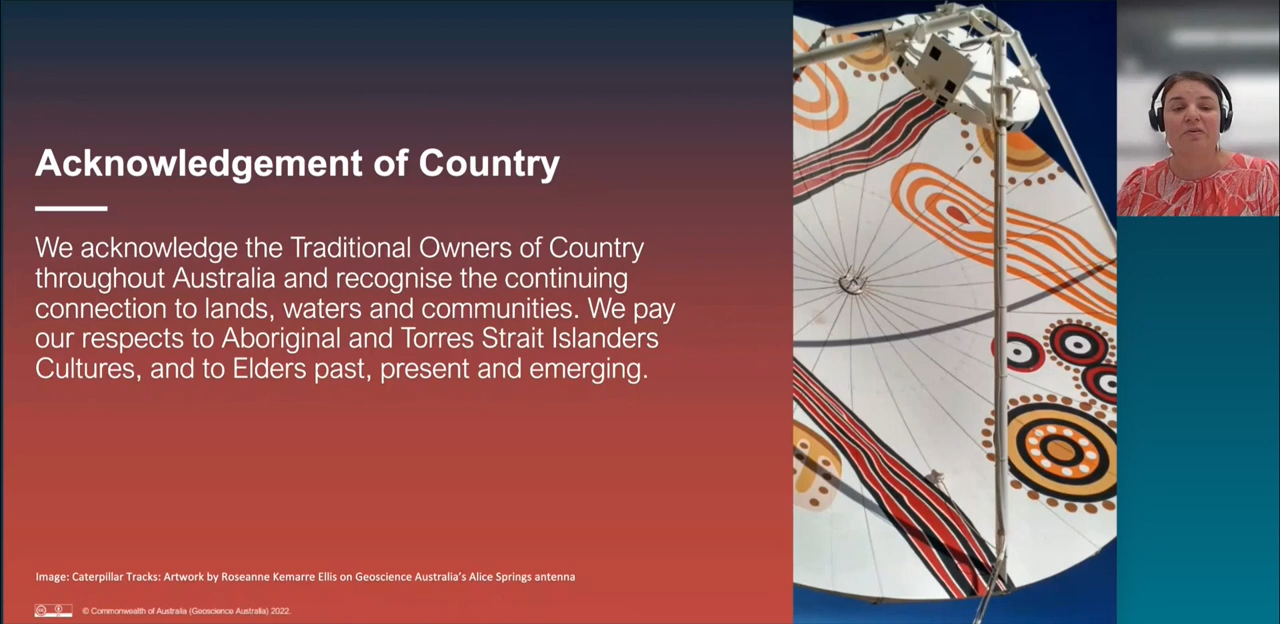 Acknowledgement of Country
We acknowledge the Traditional Owners of Country
throughout Australia and recognise the continuing
connection to lands, waters and communities. We pay
our respects to Aboriginal and Torres Strait Islanders
Cultures, and to Elders past, present and emerging.
Image: Caterpillar Tracks: Artwork by Roseanne Kemarre Ellis on Geoscience Australia's Alice Springs antenna
© Commonwealth of Australia (Geoscience Australia) 2022.